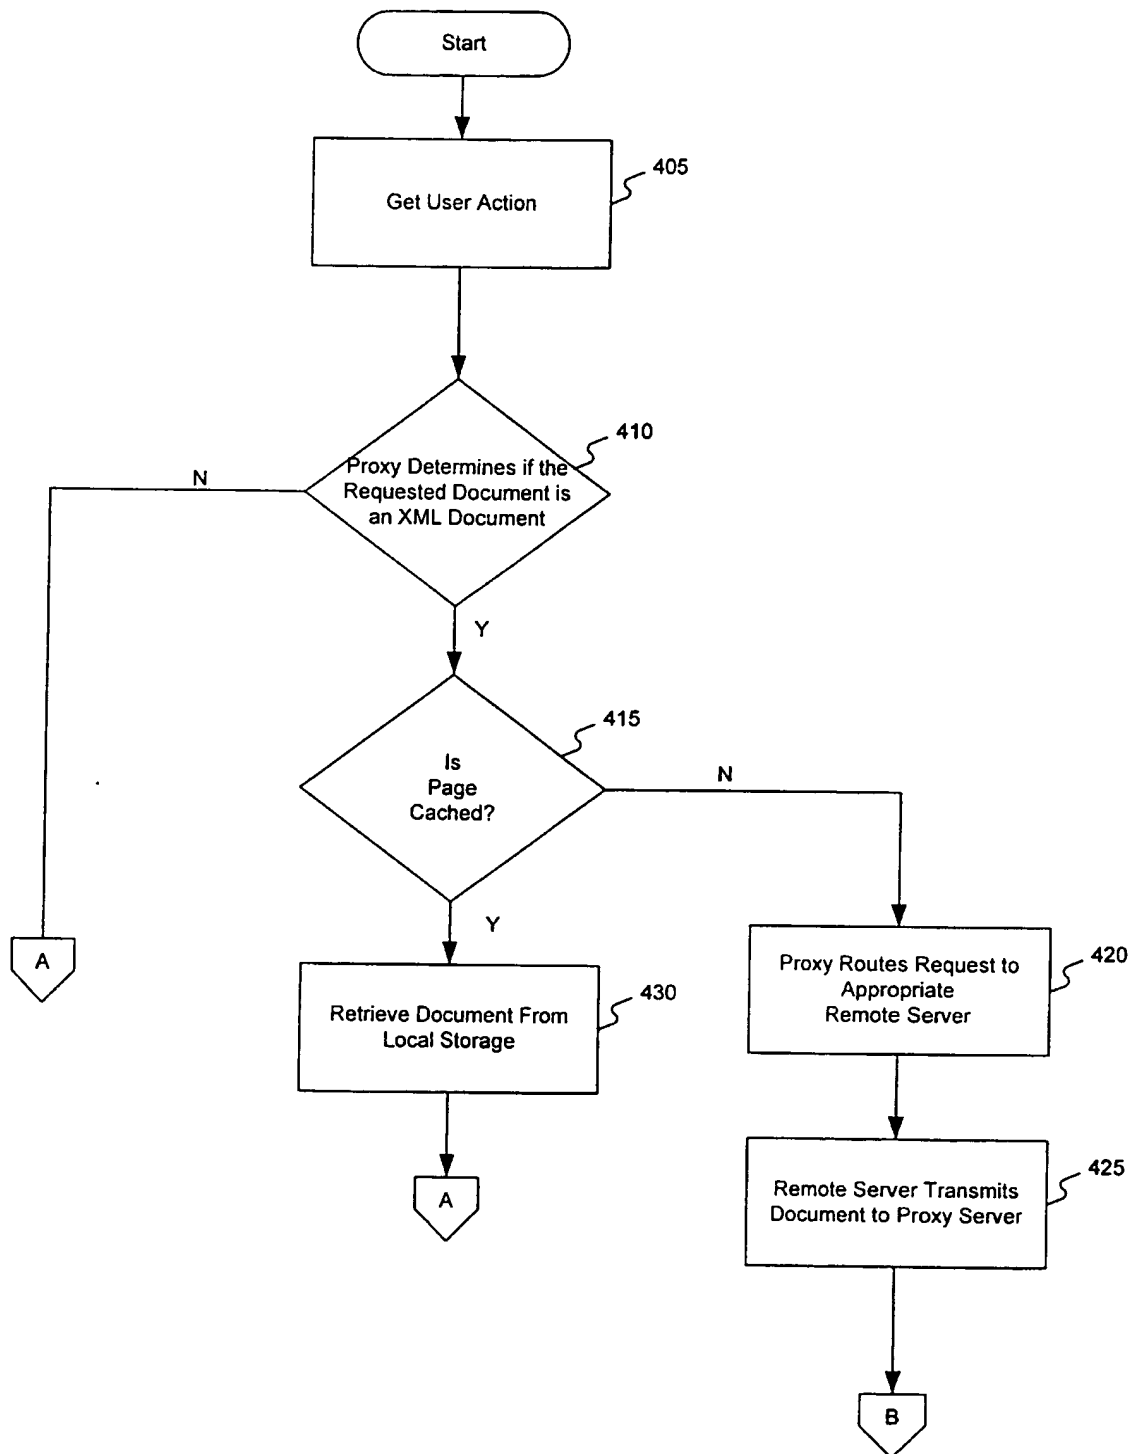 Start
405
Get User Action
410
Proxy Determines if the
Requested Document is
an XML Document
N
Y
415
Is
Page
Cached?
N
Y
A
420
Proxy Routes Request to
Appropriate
Remote Server
430
Retrieve Document From
Local Storage
425
Remote Server Transmits
Document to Proxy Server
A
B